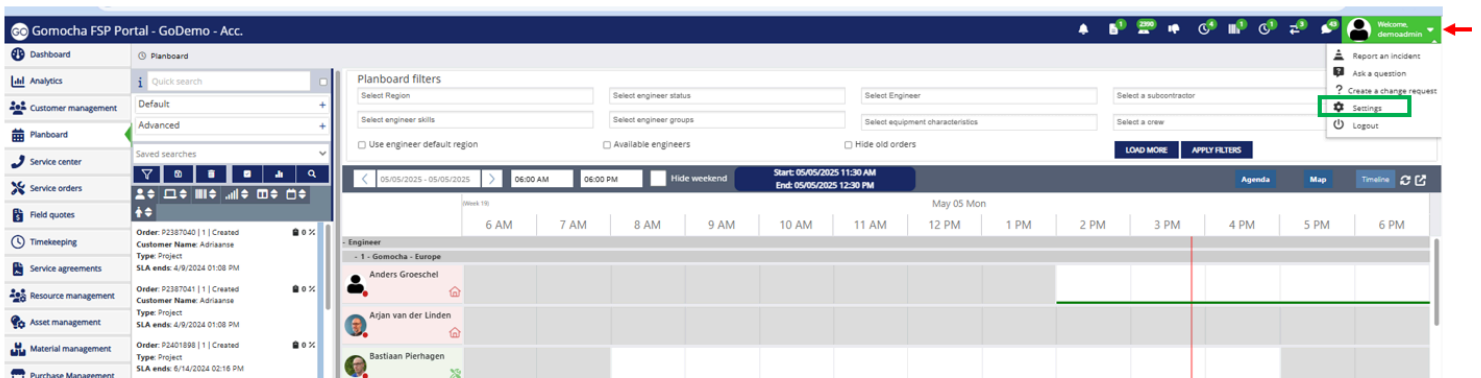 GO Gomocha FSP Portal - GoDemo - Acc.
1
2390
4
1
1
3
43
Welcome,
demoadmin
Report an incident
Ask a question
Create a change request
Settings
Logout
Dashboard
Analytics
Customer management
Planboard
Service center
Service orders
Field quotes
Timekeeping
Service agreements
Resource management
Asset management
Material management
Purchase Management
Planboard
Quick search
Default +
Advanced +
Saved searches
Order: P2387040 | 1 | Created 0
Customer Name: Adriaanse
Type: Project
SLA ends: 4/9/2024 01:08 PM
Order: P2387041 | 1 | Created 0
Customer Name: Adriaanse
Type: Project
SLA ends: 4/9/2024 01:08 PM
Order: P2401898 | 1 | Created 0
Type: Project
SLA ends: 6/14/2024 02:16 PM
Planboard filters
Select Region Select engineer status Select Engineer Select a subcontractor
Select engineer skills Select engineer groups Select equipment characteristics Select a crew
Use engineer default region Available engineers Hide old orders LOAD MORE APPLY FILTERS
05/05/2025 - 05/05/2025 06:00 AM 06:00 PM Hide weekend
Start: 05/05/2025 11:30 AM
End: 05/05/2025 12:30 PM
Agenda Map Timeline
(Week 19) May 05 Mon
6 AM 7 AM 8 AM 9 AM 10 AM 11 AM 12 PM 1 PM 2 PM 3 PM 4 PM 5 PM 6 PM
- Engineer
- 1 - Gomocha - Europe
Anders Groeschel
Arjan van der Linden
Bastiaan Pierhagen